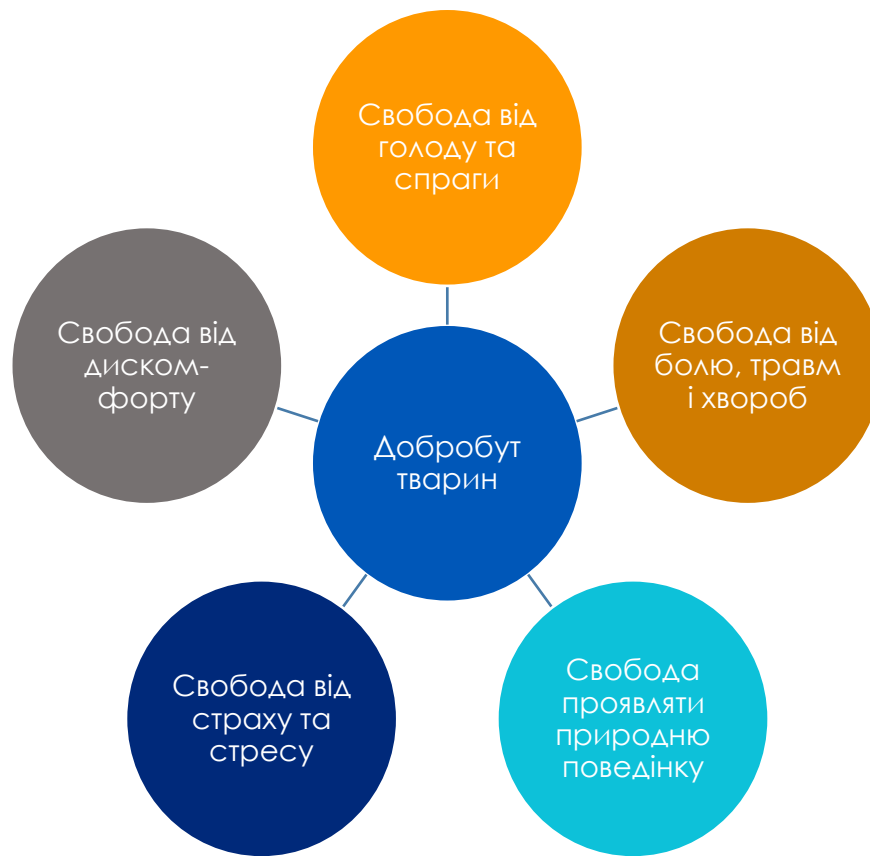 Свобода від
голоду та
спраги
Свобода від
диском-
форту
Свобода від
болю, травм
і хвороб
Добробут
тварин
Свобода від
страху та
стресу
Свобода
проявляти
природню
поведінку